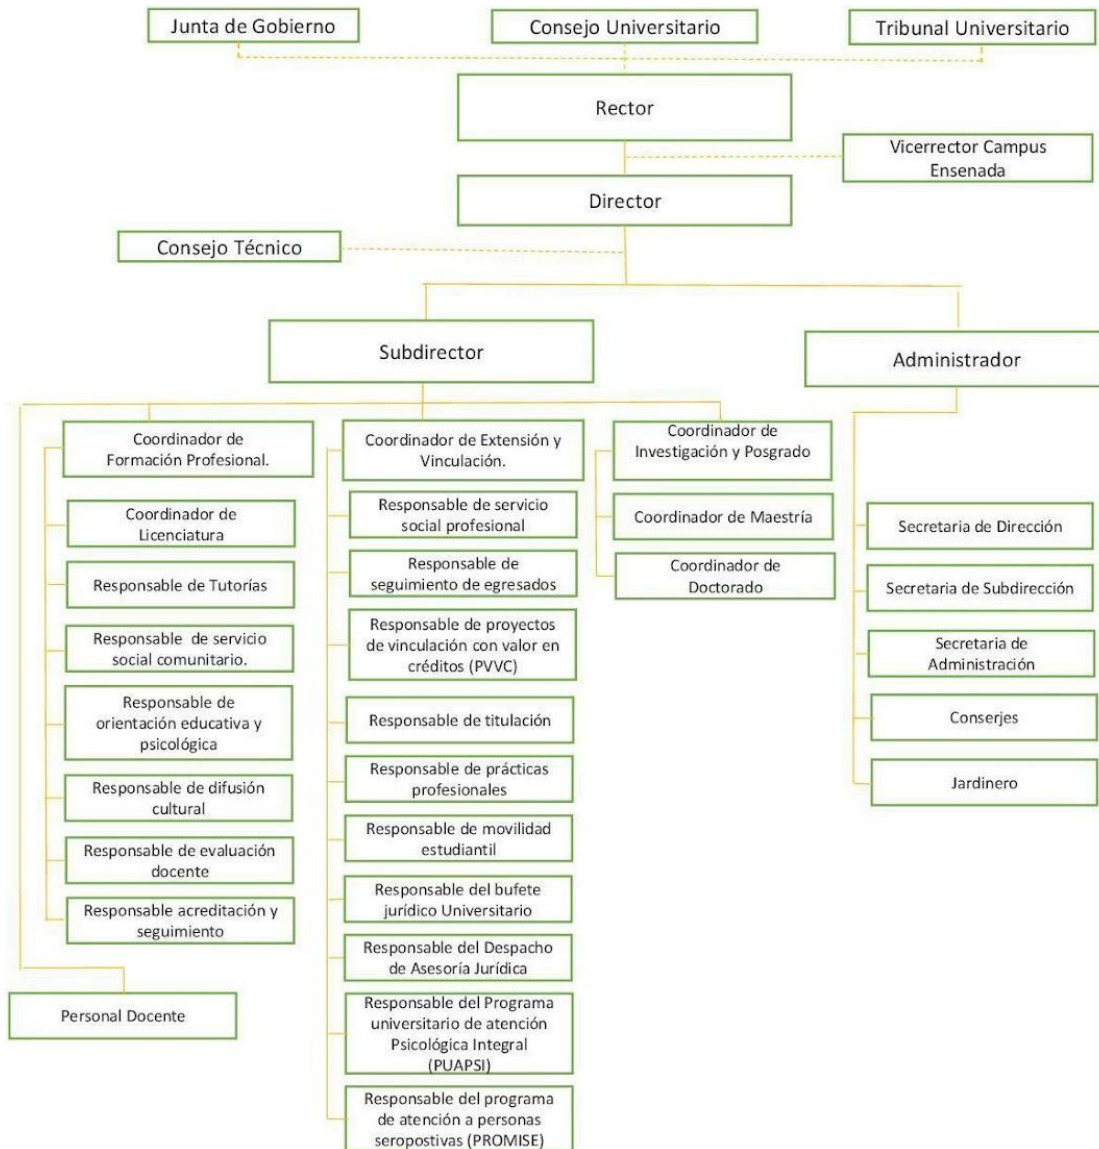 Junta de Gobierno
Consejo Universitario
Tribunal Universitario
Rector
Vicerrector Campus
Ensenada
Director
Consejo Técnico
Subdirector
Administrador
Coordinador de
Formación Profesional.
Coordinador de
Licenciatura
Responsable de Tutorías
Responsable de servicio
social comunitario.
Responsable de
orientación educativa y
psicológica
Responsable de difusión
cultural
Responsable de evaluación
docente
Responsable acreditación y
seguimiento
Personal Docente
Coordinador de Extensión y
Vinculación.
Responsable de servicio
social profesional
Responsable de
seguimiento de egresados
Responsable de proyectos
de vinculación con valor en
créditos (PVVC)
Responsable de titulación
Responsable de prácticas
profesionales
Responsable de movilidad
estudiantil
Responsable del bufete
jurídico Universitario
Responsable del Despacho
de Asesoría Jurídica
Responsable del Programa
universitario de atención
Psicológica Integral
(PUAPSI)
Responsable del programa
de atención a personas
seropostivas (PROMISE)
Coordinador de
Investigación y Posgrado
Coordinador de Maestría
Coordinador de
Doctorado
Secretaria de Dirección
Secretaria de Subdirección
Secretaria de
Administración
Conserjes
Jardinero